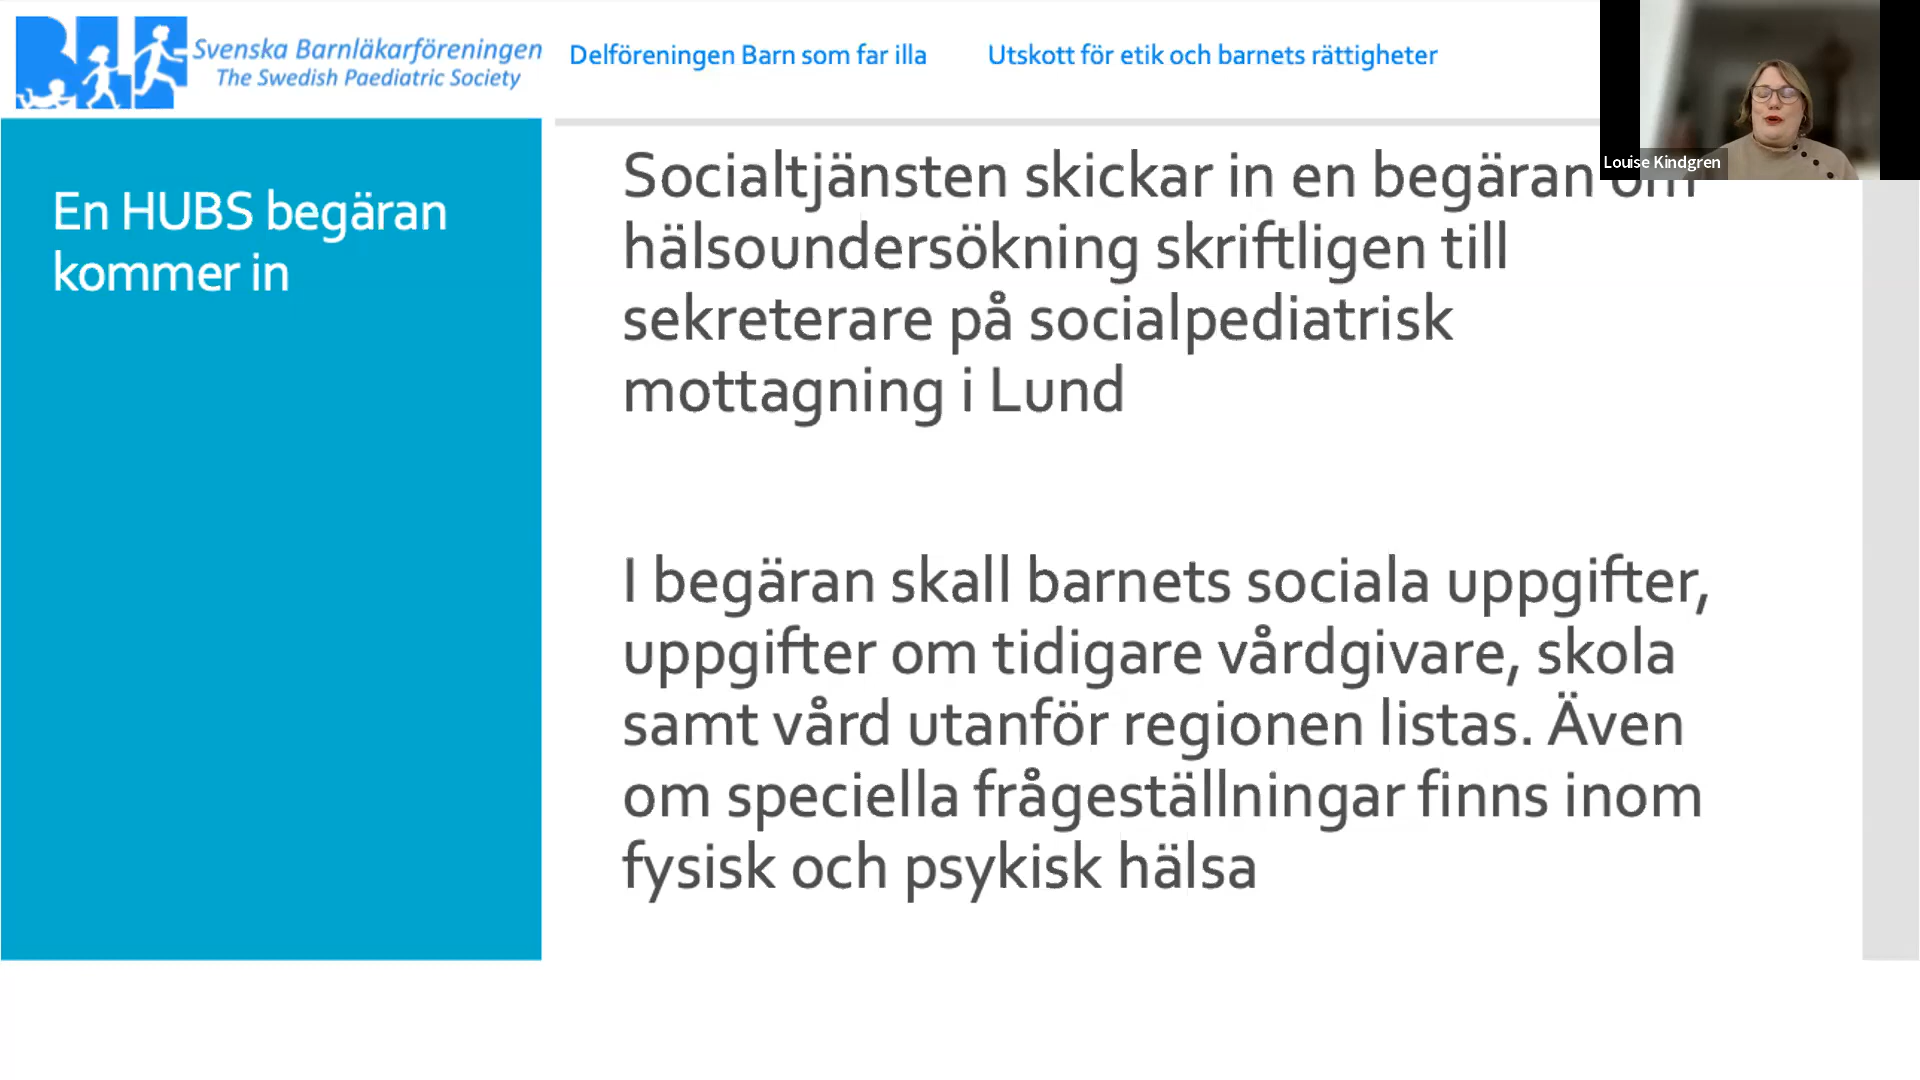 Svenska Barnläkarföreningen
The Swedish Paediatric Society
Delföreningen Barn som far illa
Utskott för etik och barnets rättigheter
Louise Kindgren
En HUBS begäran
kommer in
Socialtjänsten skickar in en begäran om
hälsoundersökning skriftligen till
sekreterare på socialpediatrisk
mottagning i Lund
I begäran skall barnets sociala uppgifter,
uppgifter om tidigare vårdgivare, skola
samt vård utanför regionen listas. Även
om speciella frågeställningar finns inom
fysisk och psykisk hälsa